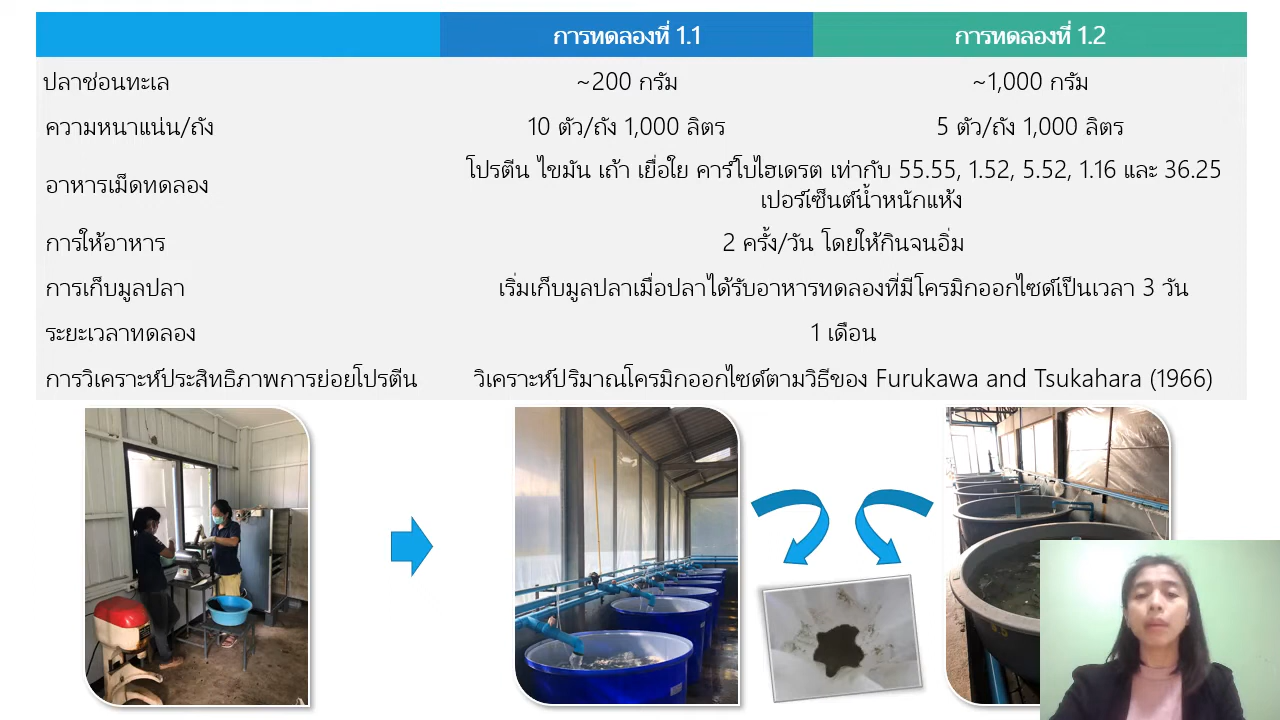 การทดลองที่ 1.1 การทดลองที่ 1.2
ปลาช่อนทะเล ~200 กรัม ~1,000 กรัม
ความหนาแน่น/ถัง 10 ตัว/ถัง 1,000 ลิตร 5 ตัว/ถัง 1,000 ลิตร
อาหารเม็ดทดลอง โปรตีน ไขมัน เถ้า เยื่อใย คาร์โบไฮเดรต เท่ากับ 55.55, 1.52, 5.52, 1.16 และ 36.25
เปอร์เซ็นต์น้ำหนักแห้ง
การให้อาหาร 2 ครั้ง/วัน โดยให้กินจนอิ่ม
การเก็บมูลปลา เริ่มเก็บมูลปลาเมื่อปลาได้รับอาหารทดลองที่มีโครมิกออกไซด์เป็นเวลา 3 วัน
ระยะเวลาทดลอง 1 เดือน
การวิเคราะห์ประสิทธิภาพการย่อยโปรตีน วิเคราะห์ปริมาณโครมิกออกไซด์ตามวิธีของ Furukawa and Tsukahara (1966)